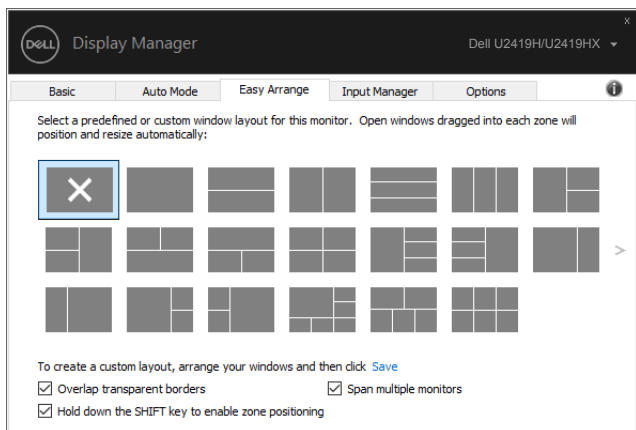 x
DELL Display Manager Dell U2419H/U2419HX
Basic Auto Mode Easy Arrange Input Manager Options
Select a predefined or custom window layout for this monitor. Open windows dragged into each zone will
position and resize automatically:
To create a custom layout, arrange your windows and then click Save
Overlap transparent borders Span multiple monitors
Hold down the SHIFT key to enable zone positioning